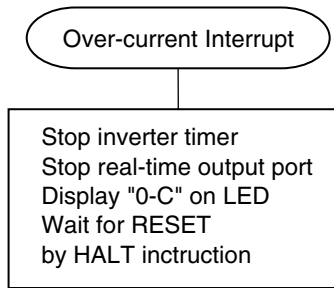 Over-current Interrupt
Stop inverter timer
Stop real-time output port
Display "0-C" on LED
Wait for RESET
by HALT inctruction